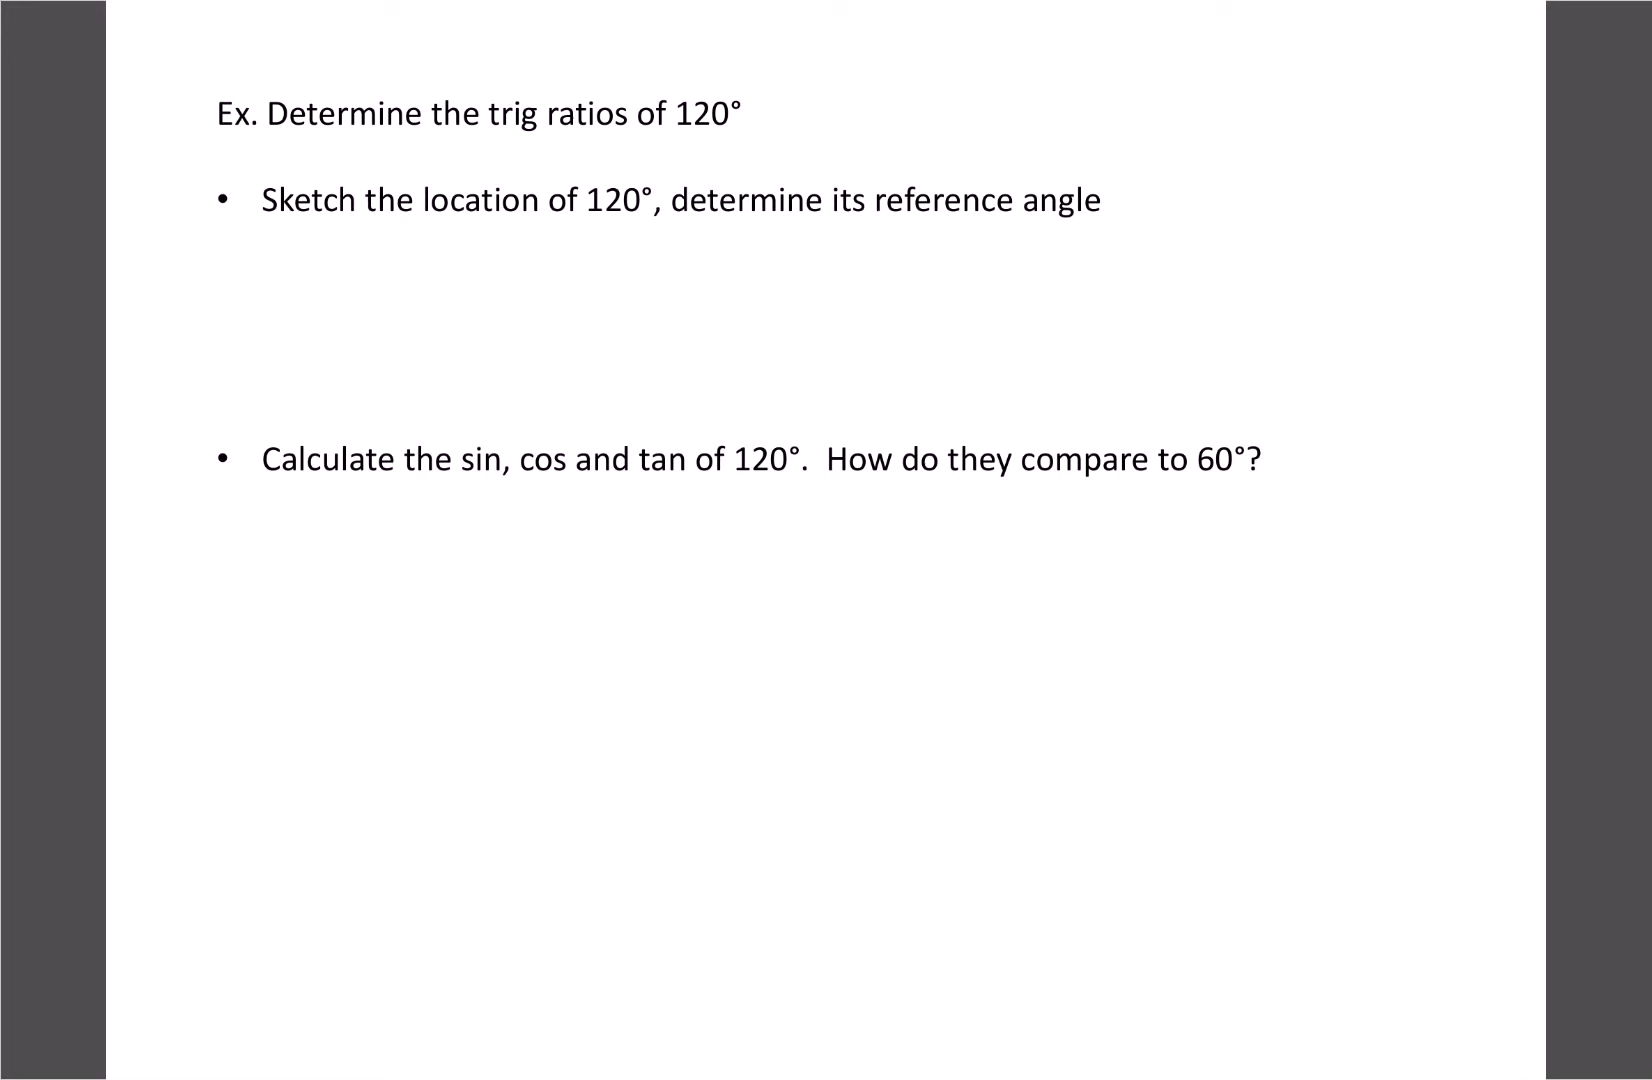 Ex. Determine the trig ratios of 120°
• Sketch the location of 120°, determine its reference angle
• Calculate the sin, cos and tan of 120°.  How do they compare to 60°?